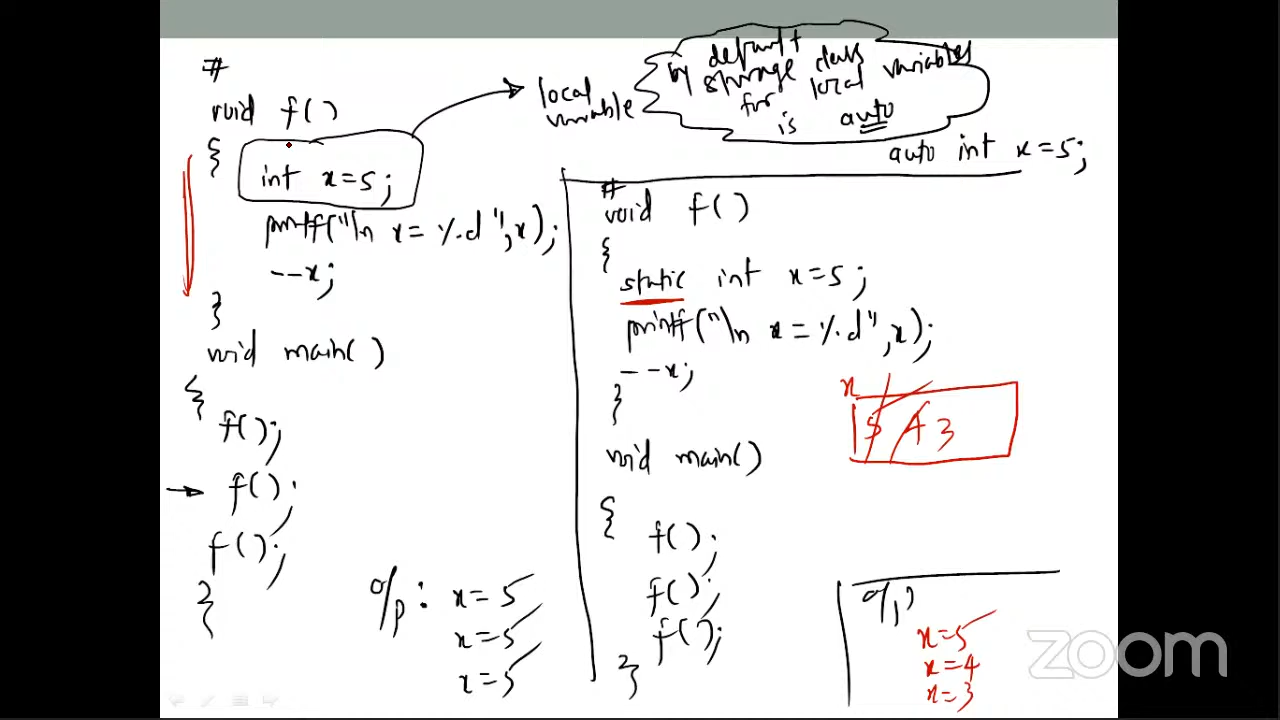 #
void f()
{
int x=5;
printf("\n x= %d", x);
--x;
}
void main()
{
f();
→ f();
f();
}
o/p: x=5
x=5
x=5
local
variable
by default
storage class
for local variables
is auto
auto int x=5;
#
void f()
{
static int x=5;
printf("\n x= %d", x);
--x;
}
void main()
{
f();
f();
f();
}
x
5 4 3
o/p
x=5
x=4
x=3
zoom